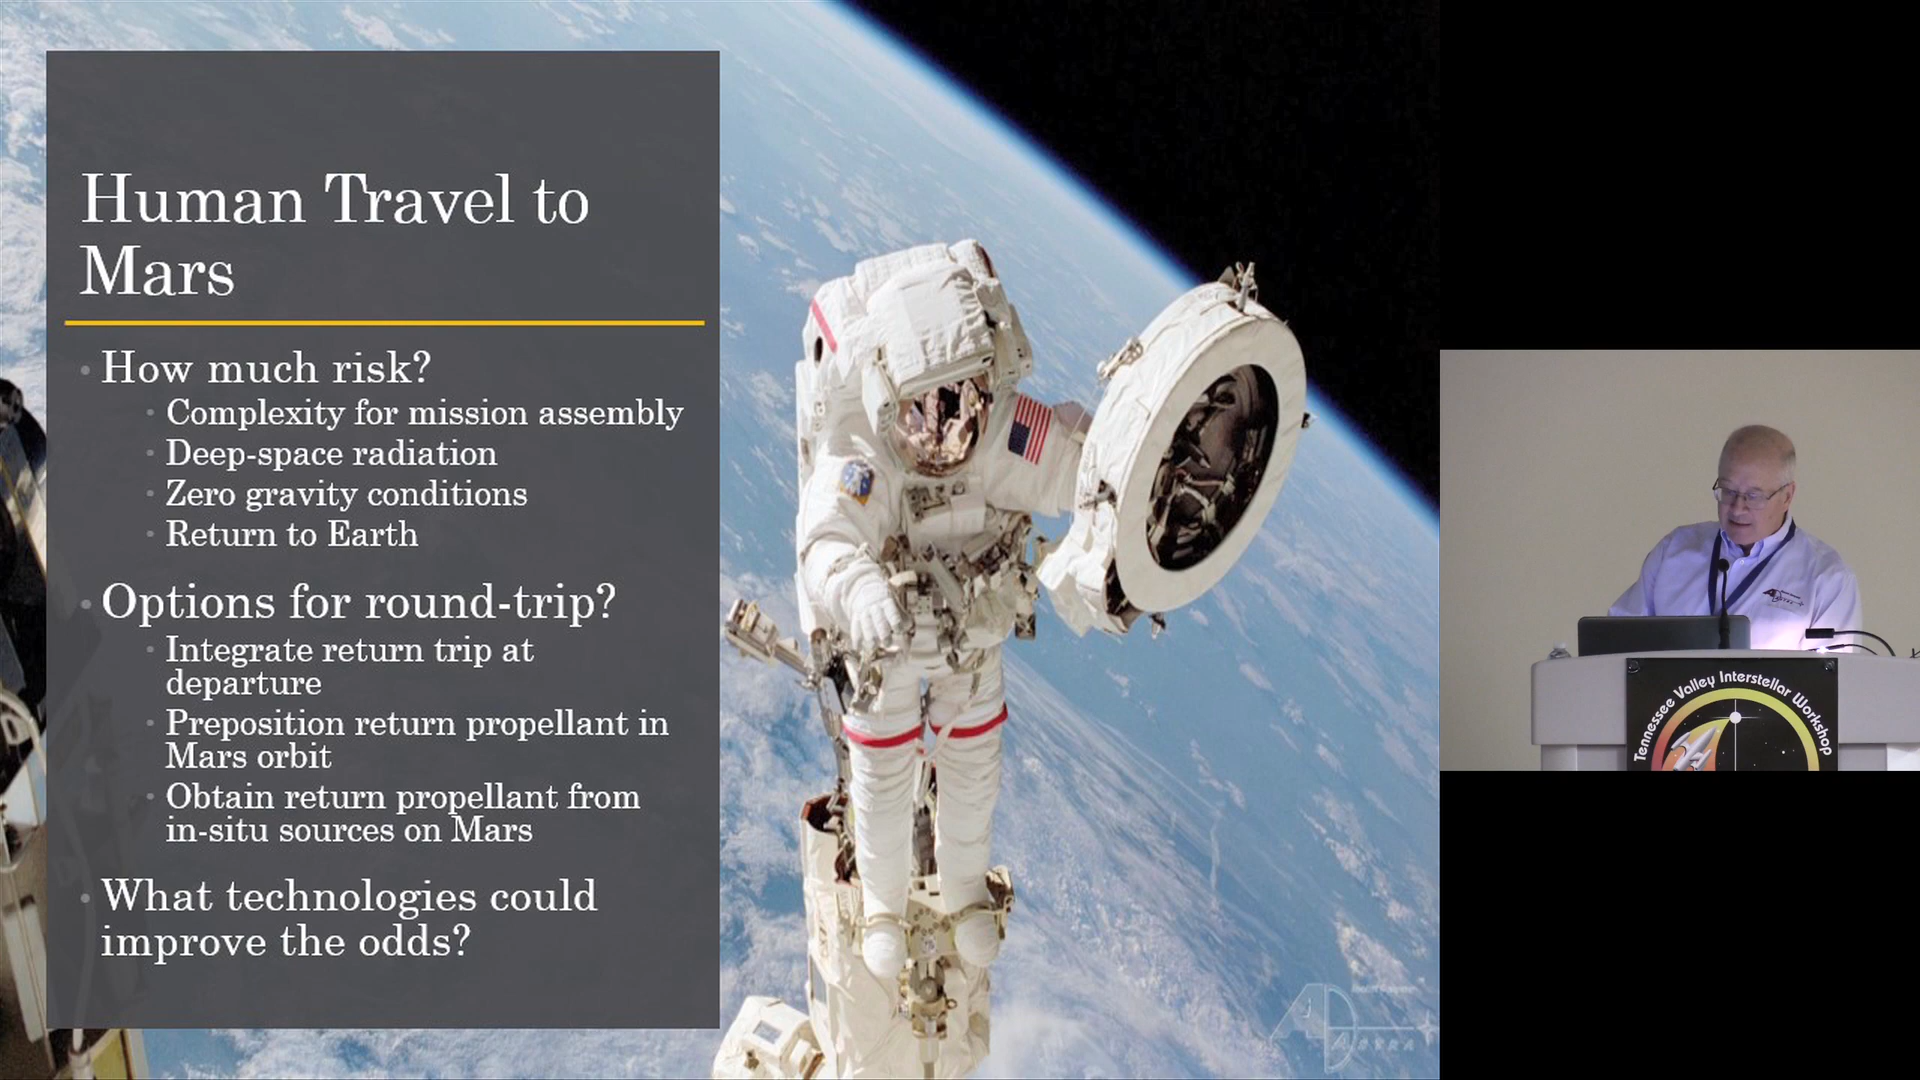 Human Travel to
Mars
How much risk?
Complexity for mission assembly
Deep-space radiation
Zero gravity conditions
Return to Earth
Options for round-trip?
Integrate return trip at
departure
Preposition return propellant in
Mars orbit
Obtain return propellant from
in-situ sources on Mars
What technologies could
improve the odds?
Tennessee Valley Interstellar Workshop